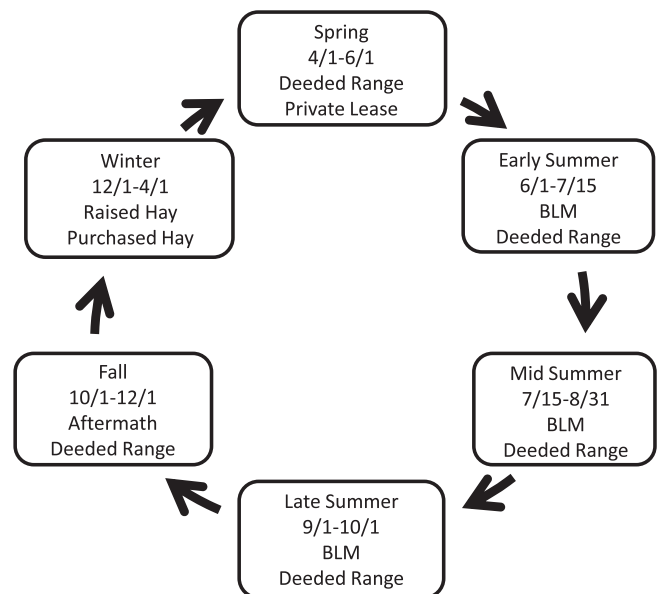 Spring
4/1-6/1
Deeded Range
Private Lease
Early Summer
6/1-7/15
BLM
Deeded Range
Mid Summer
7/15-8/31
BLM
Deeded Range
Late Summer
9/1-10/1
BLM
Deeded Range
Fall
10/1-12/1
Aftermath
Deeded Range
Winter
12/1-4/1
Raised Hay
Purchased Hay